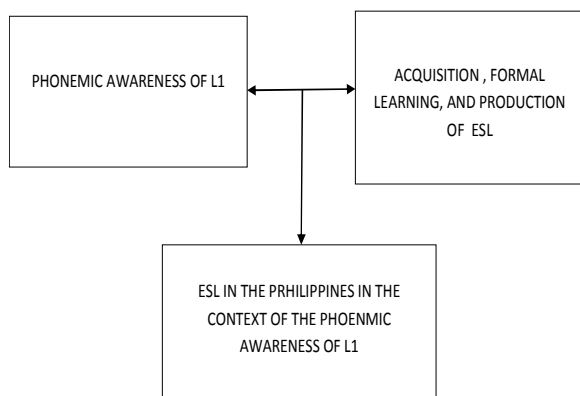 PHONEMIC AWARENESS OF L1
ACQUISITION , FORMAL
LEARNING, AND PRODUCTION
OF ESL
ESL IN THE PRHILIPPINES IN THE
CONTEXT OF THE PHOENMIC
AWARENESS OF L1